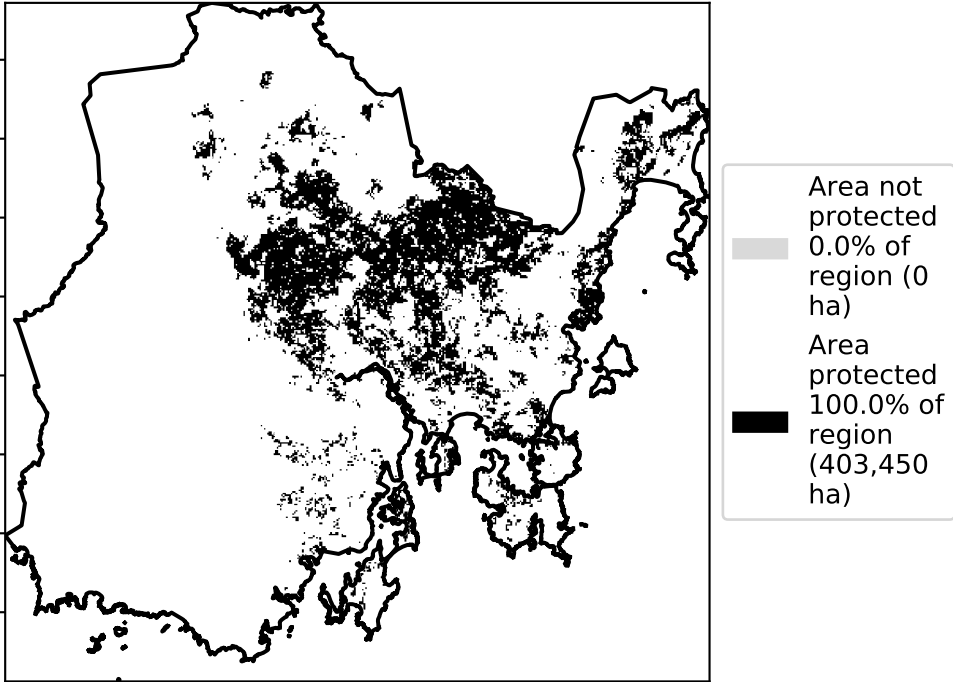 Area not
protected
0.0% of
region (0
ha)
Area
protected
100.0% of
region
(403,450
ha)